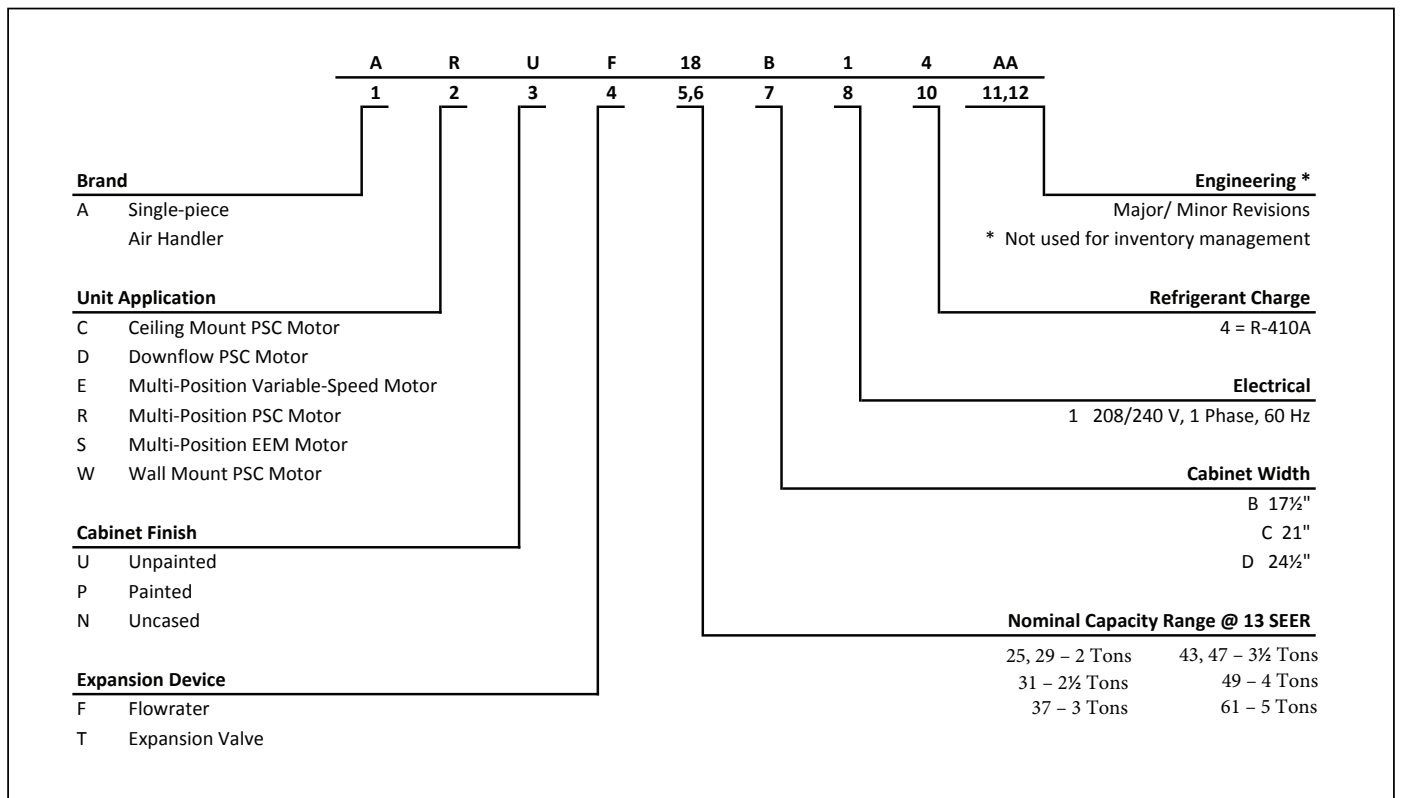 A R U F 18 B 1 4 AA
1 2 3 4 5,6 7 8 10 11,12
Brand
A Single-piece
Air Handler
Unit Application
C Ceiling Mount PSC Motor
D Downflow PSC Motor
E Multi-Position Variable-Speed Motor
R Multi-Position PSC Motor
S Multi-Position EEM Motor
W Wall Mount PSC Motor
Cabinet Finish
U Unpainted
P Painted
N Uncased
Expansion Device
F Flowrater
T Expansion Valve
Engineering *
Major/ Minor Revisions
* Not used for inventory management
Refrigerant Charge
4 = R-410A
Electrical
1 208/240 V, 1 Phase, 60 Hz
Cabinet Width
B 17½"
C 21"
D 24½"
Nominal Capacity Range @ 13 SEER
25, 29 – 2 Tons 43, 47 – 3½ Tons
31 – 2½ Tons 49 – 4 Tons
37 – 3 Tons 61 – 5 Tons